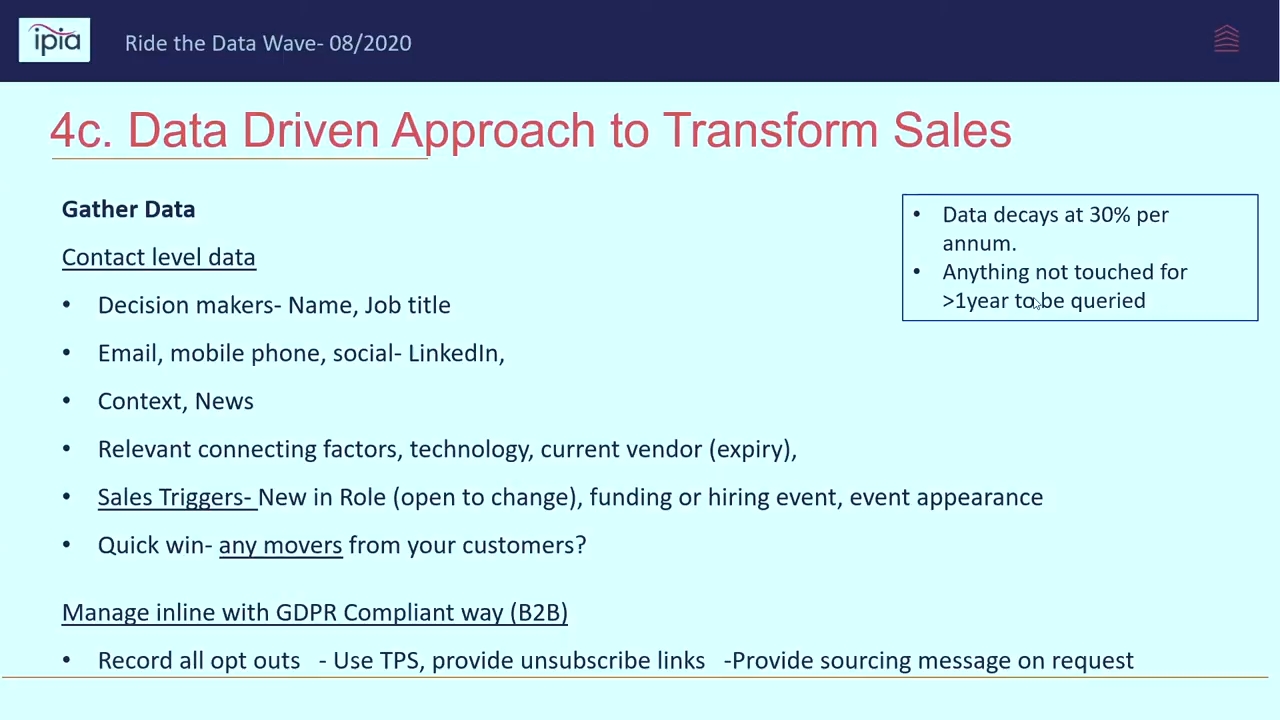 ipia
Ride the Data Wave- 08/2020
4c. Data Driven Approach to Transform Sales
Gather Data
Contact level data
• Decision makers- Name, Job title
• Email, mobile phone, social- LinkedIn,
• Context, News
• Relevant connecting factors, technology, current vendor (expiry),
• Sales Triggers- New in Role (open to change), funding or hiring event, event appearance
• Quick win- any movers from your customers?
Manage inline with GDPR Compliant way (B2B)
• Record all opt outs - Use TPS, provide unsubscribe links -Provide sourcing message on request
• Data decays at 30% per
annum.
• Anything not touched for
>1year to be queried